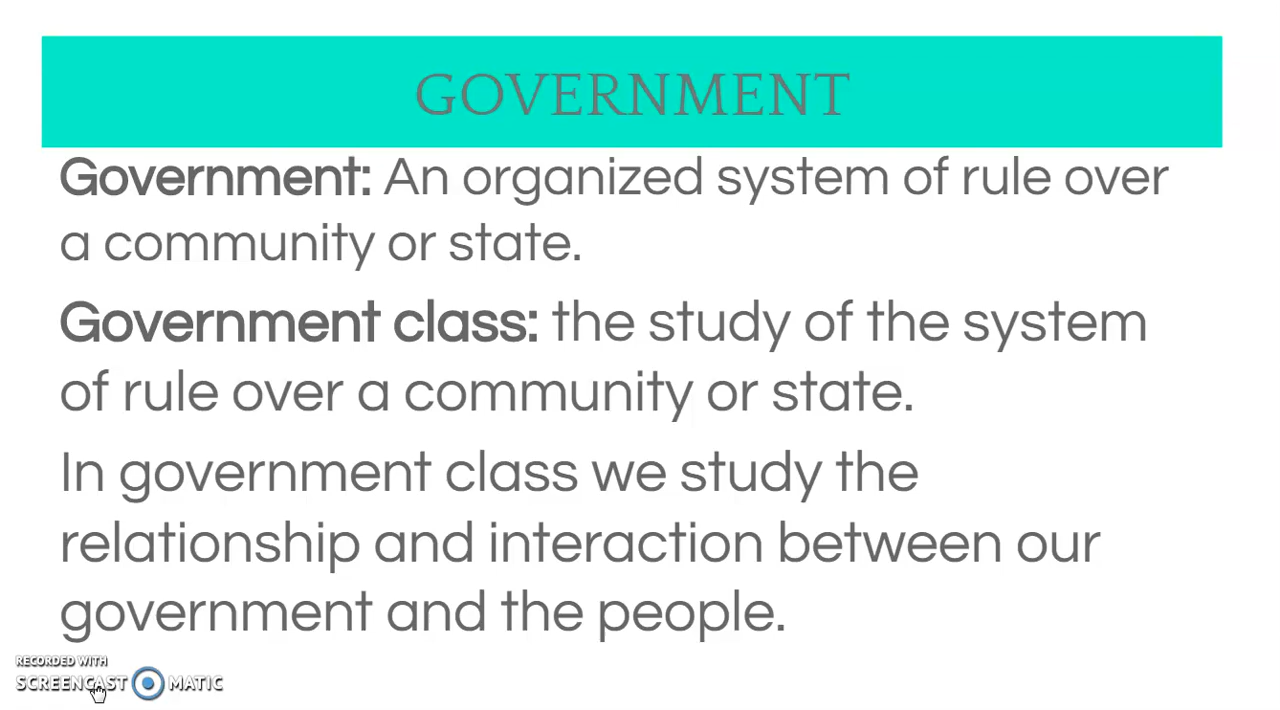 GOVERNMENT
Government: An organized system of rule over
a community or state.
Government class: the study of the system
of rule over a community or state.
In government class we study the
relationship and interaction between our
government and the people.
RECORDED WITH
SCREENCAST MATIC